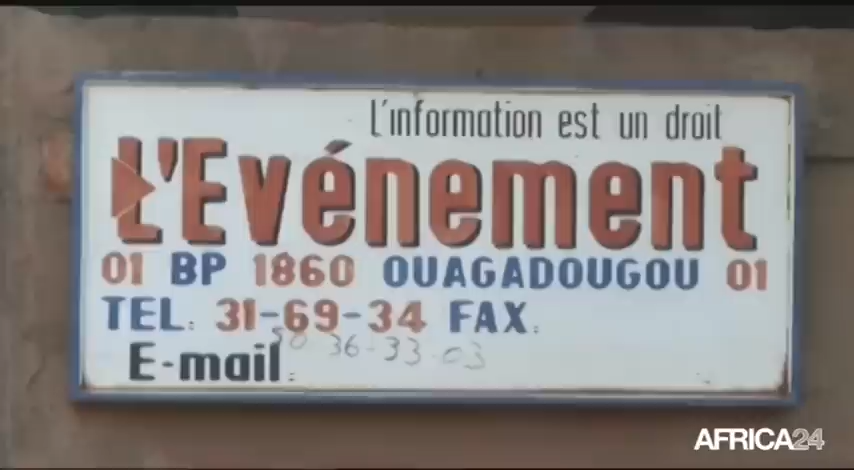 L'information est un droit
L'Evénement
01 BP 1860 OUAGADOUGOU 01
TEL: 31-69-34 FAX:
50-36-33-03
E-mail:
AFRICA24